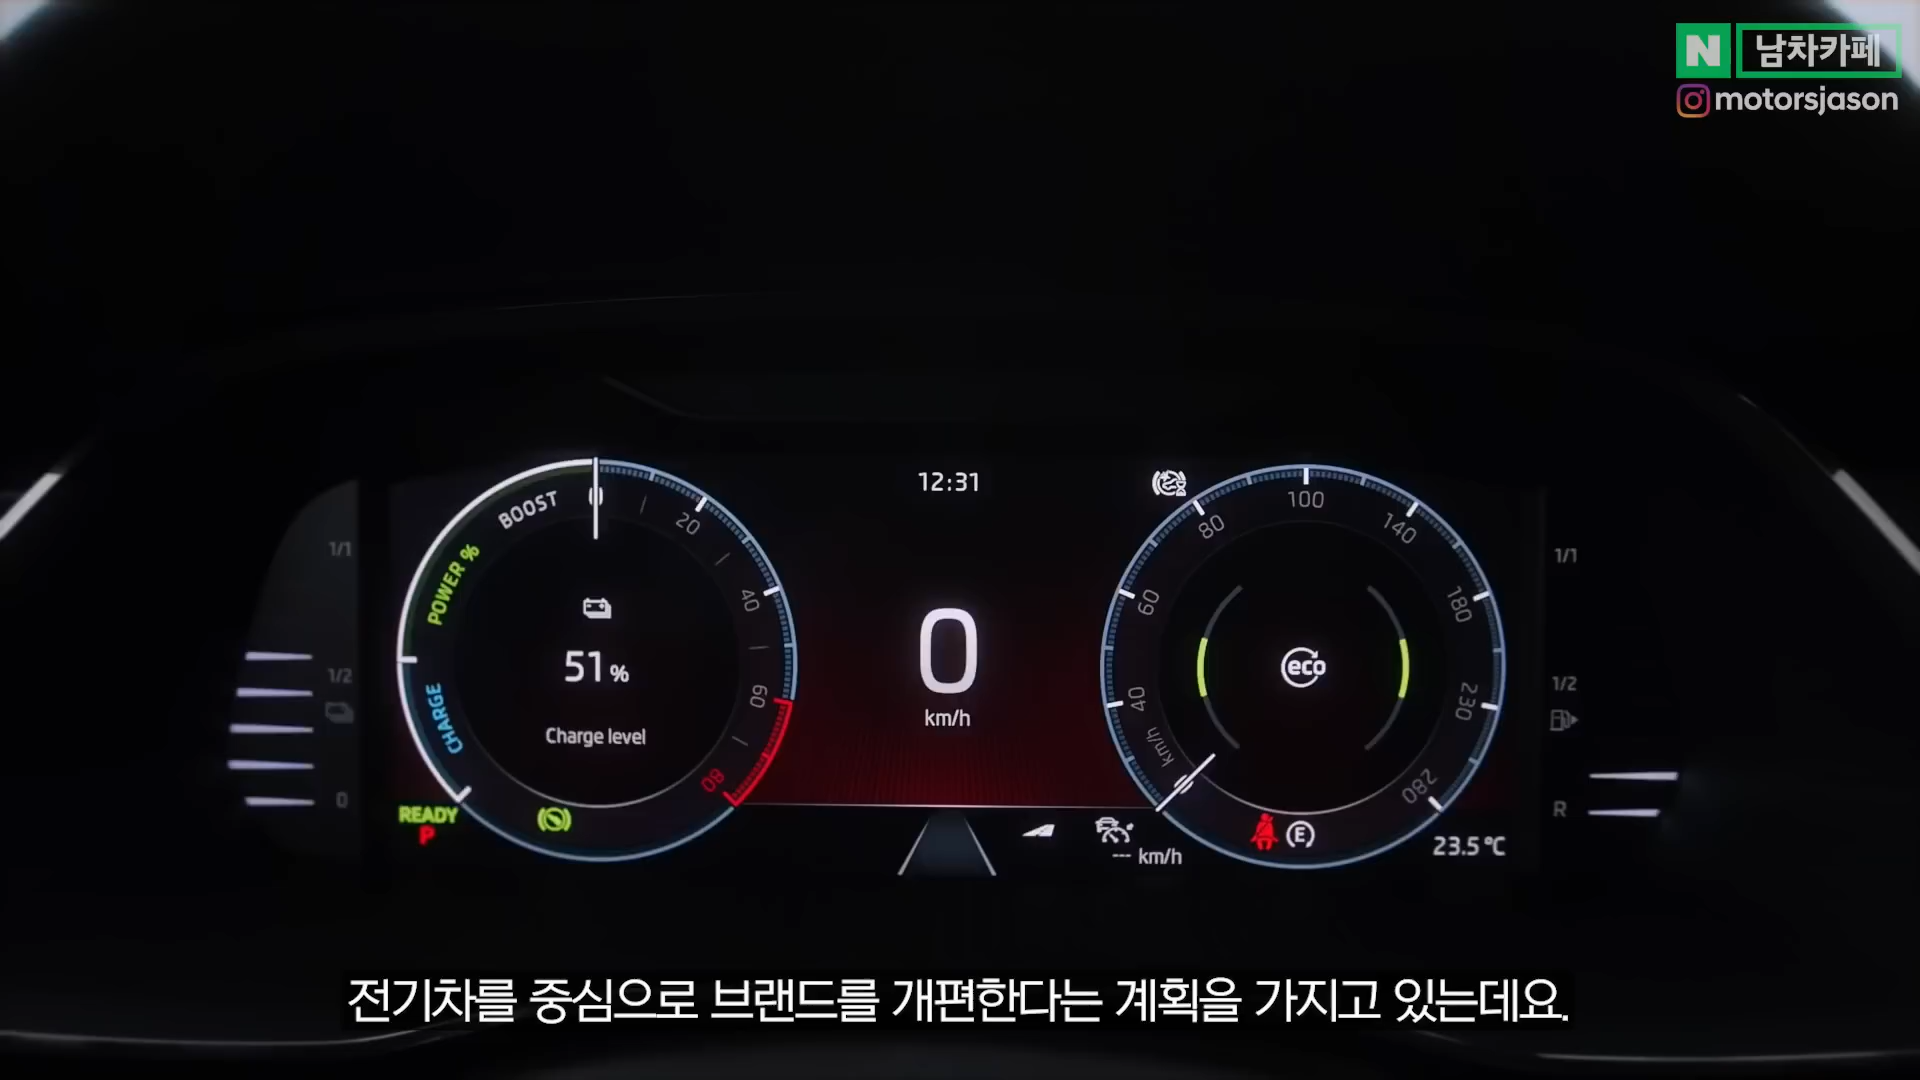 N 남차카페
motorsjason
12:31
BOOST
POWER %
CHARGE
0
20
40
60
80
51 %
Charge level
READY
P
1/1
1/2
0
0
km/h
--- km/h
40
60
80
100
140
180
230
280
km/h
eco
E
23.5 °C
1/1
1/2
R
전기차를 중심으로 브랜드를 개편한다는 계획을 가지고 있는데요.